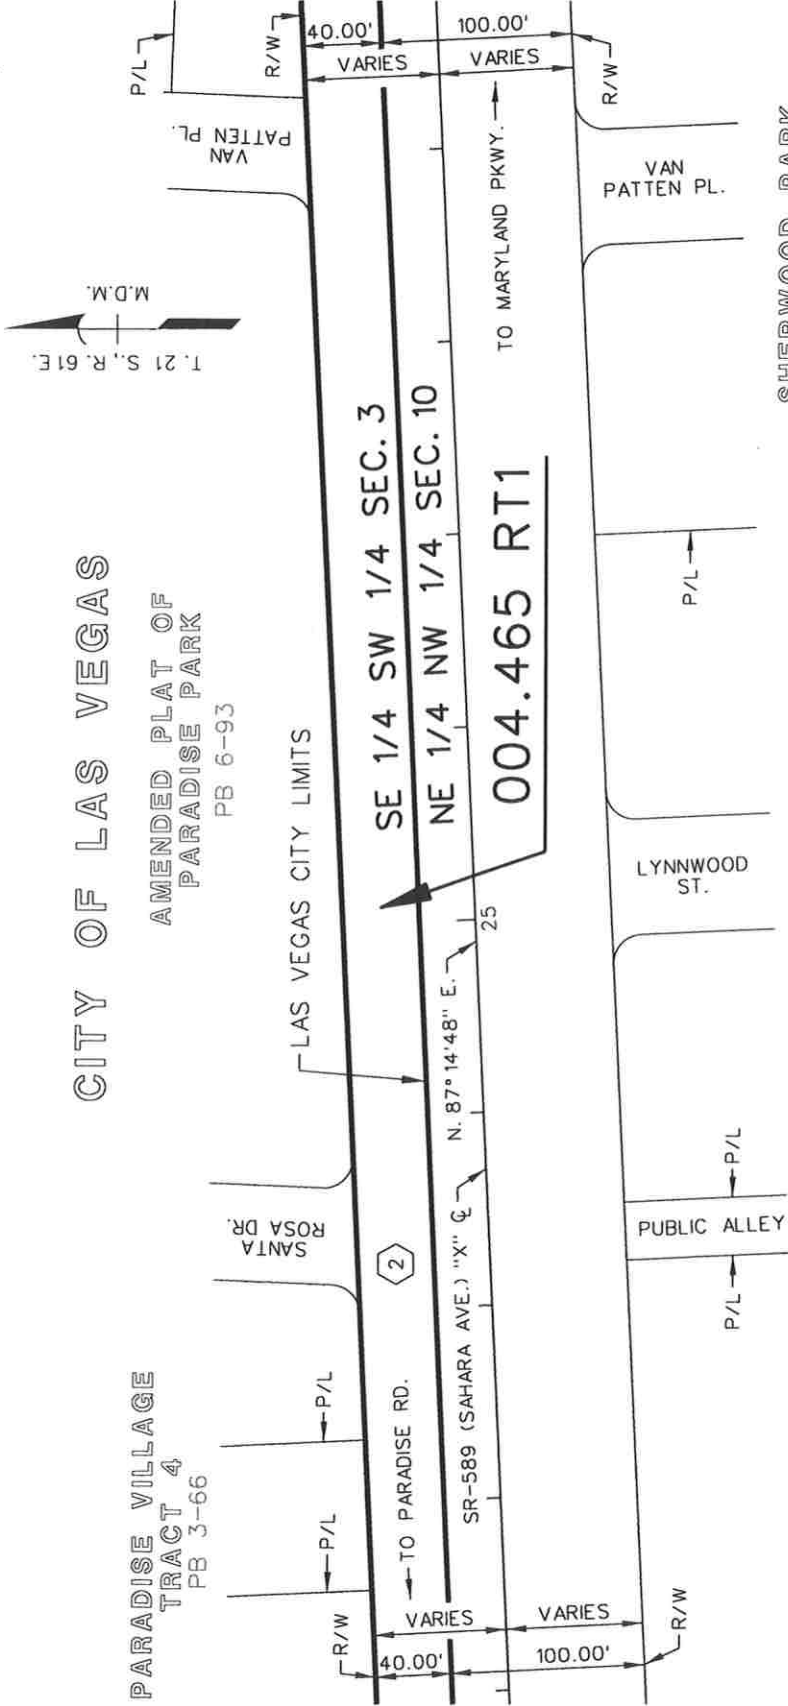 CITY OF LAS VEGAS
AMENDED PLAT OF
PARADISE PARK
PB 6-93
PARADISE VILLAGE
TRACT 4
PB 3-66
T. 21 S., R. 61 E.
M.D.M.
P/L
P/L
SANTA
ROSA DR.
LAS VEGAS CITY LIMITS
VAN
PATTEN PL.
P/L
R/W
R/W
40.00'
VARIES
TO PARADISE RD.
2
SE 1/4 SW 1/4 SEC. 3
NE 1/4 NW 1/4 SEC. 10
40.00'
VARIES
SR-589 (SAHARA AVE.) "X" ℄
N. 87°14'48" E.
25
004.465 RT1
TO MARYLAND PKWY.
100.00'
VARIES
100.00'
VARIES
R/W
R/W
P/L
PUBLIC ALLEY
P/L
LYNNWOOD
ST.
P/L
VAN
PATTEN PL.
SHERWOOD PARK